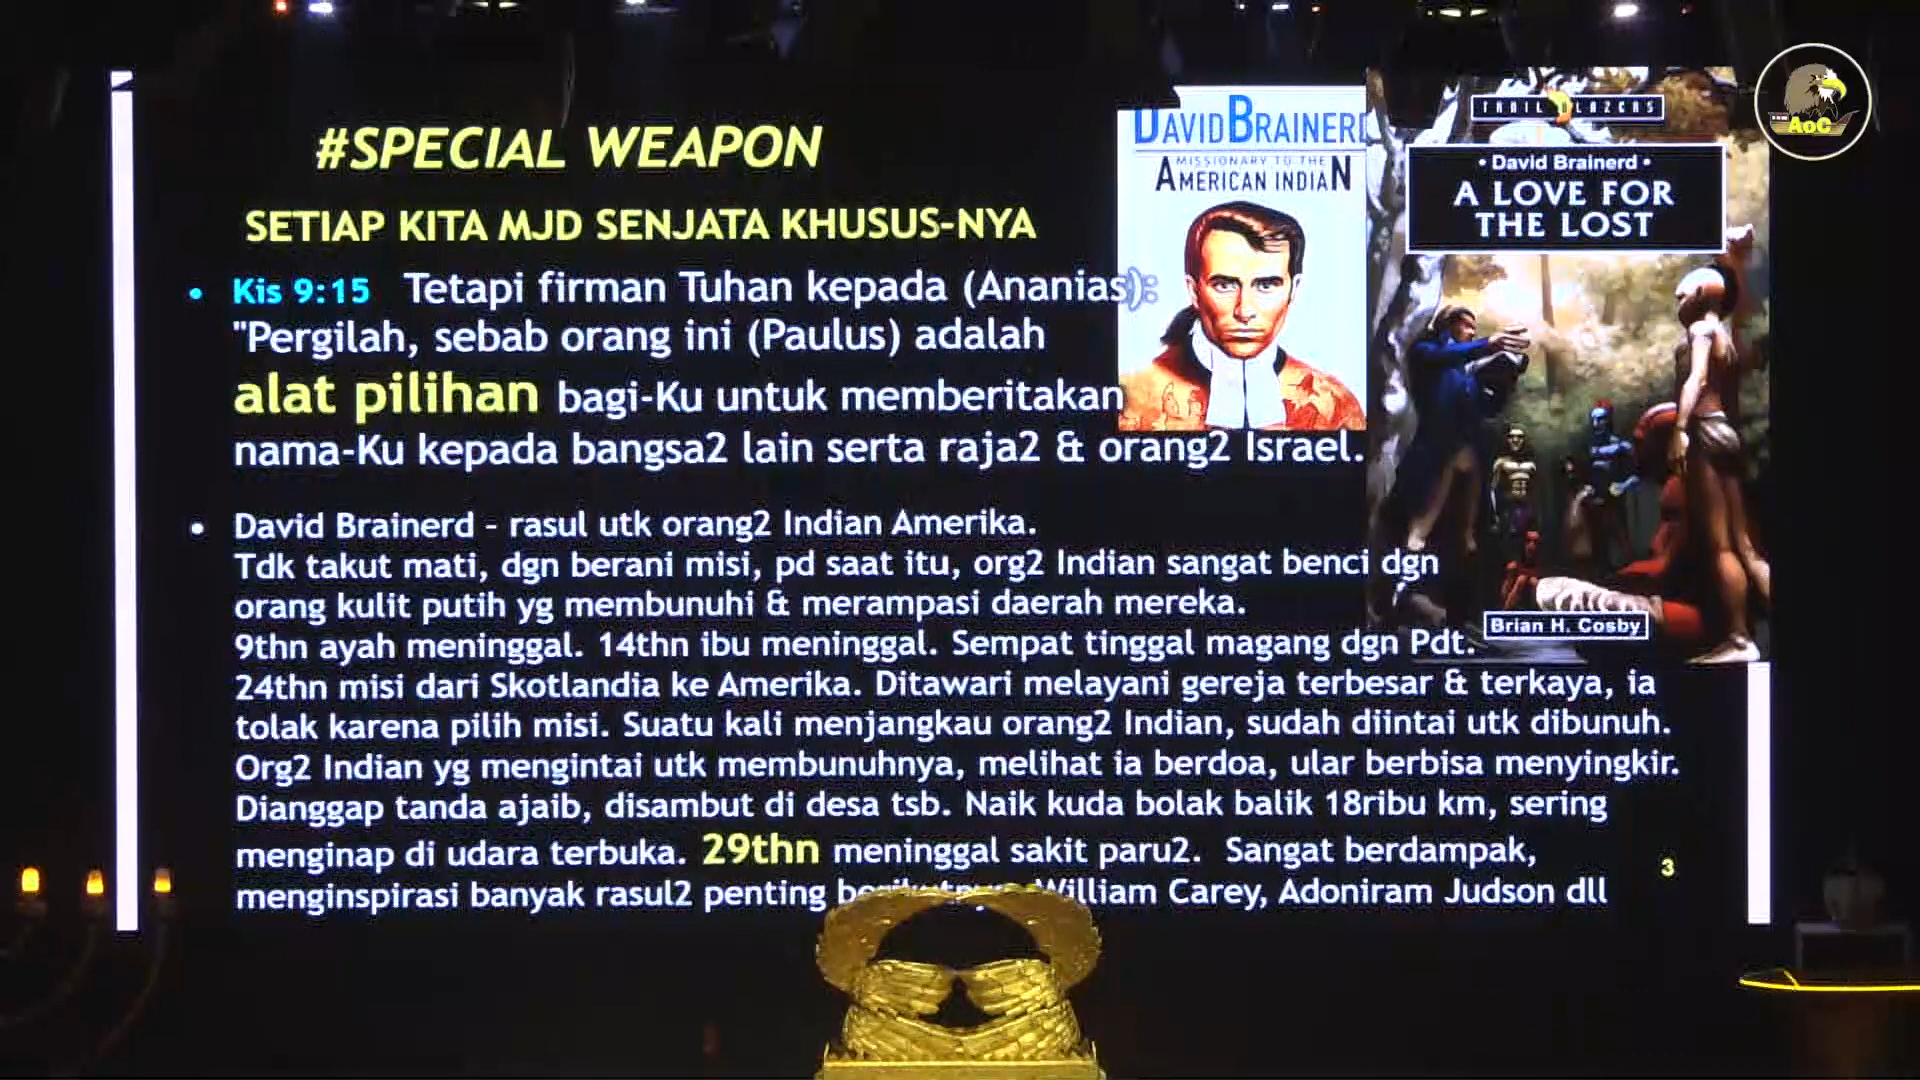 #SPECIAL WEAPON
SETIAP KITA MJD SENJATA KHUSUS-NYA
• Kis 9:15 Tetapi firman Tuhan kepada (Ananias):
"Pergilah, sebab orang ini (Paulus) adalah
alat pilihan bagi-Ku untuk memberitakan
nama-Ku kepada bangsa2 lain serta raja2 & orang2 Israel.
• David Brainerd - rasul utk orang2 Indian Amerika.
Tdk takut mati, dgn berani misi, pd saat itu, org2 Indian sangat benci dgn
orang kulit putih yg membunuhi & merampasi daerah mereka.
9thn ayah meninggal. 14thn ibu meninggal. Sempat tinggal magang dgn Pdt.
24thn misi dari Skotlandia ke Amerika. Ditawari melayani gereja terbesar & terkaya, ia
tolak karena pilih misi. Suatu kali menjangkau orang2 Indian, sudah diintai utk dibunuh.
Org2 Indian yg mengintai utk membunuhnya, melihat ia berdoa, ular berbisa menyingkir.
Dianggap tanda ajaib, disambut di desa tsb. Naik kuda bolak balik 18ribu km, sering
menginap di udara terbuka. 29thn meninggal sakit paru2. Sangat berdampak,
menginspirasi banyak rasul2 penting William Carey, Adoniram Judson dll
3
DAVID BRAINERD
MISSIONARY TO THE
AMERICAN INDIAN
TRAIL BLAZERS
• David Brainerd •
A LOVE FOR
THE LOST
Brian H. Cosby
AoC